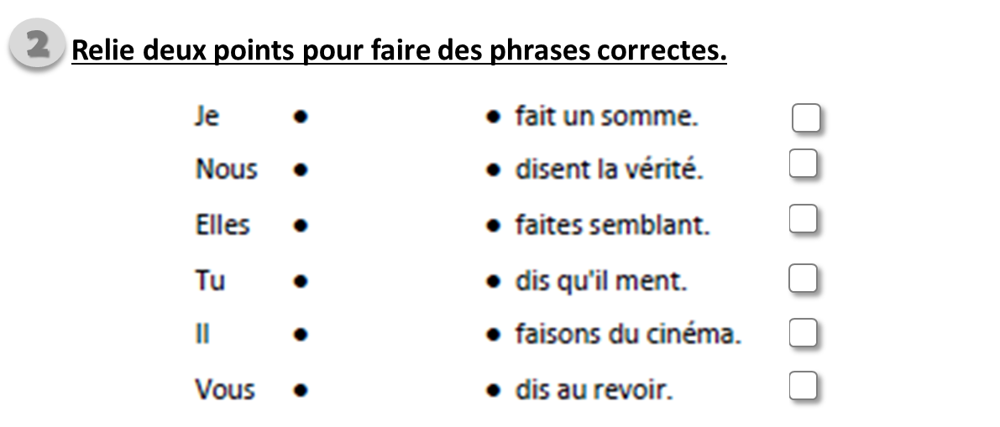 2 Relie deux points pour faire des phrases correctes.
Je • • fait un somme.
Nous • • disent la vérité.
Elles • • faites semblant.
Tu • • dis qu'il ment.
Il • • faisons du cinéma.
Vous • • dis au revoir.